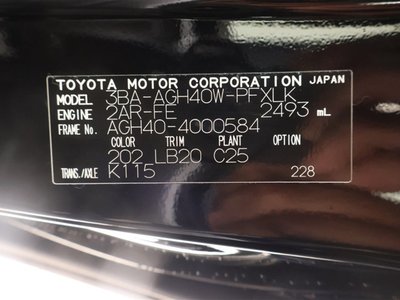 TOYOTA MOTOR CORPORATION JAPAN
MODEL 3BA-AGH40W-PFXLK
ENGINE 2AR-FE 2493 mL
FRAME No. AGH40-4000584
COLOR TRIM PLANT OPTION
202 LB20 C25
TRANS./AXLE K115 228